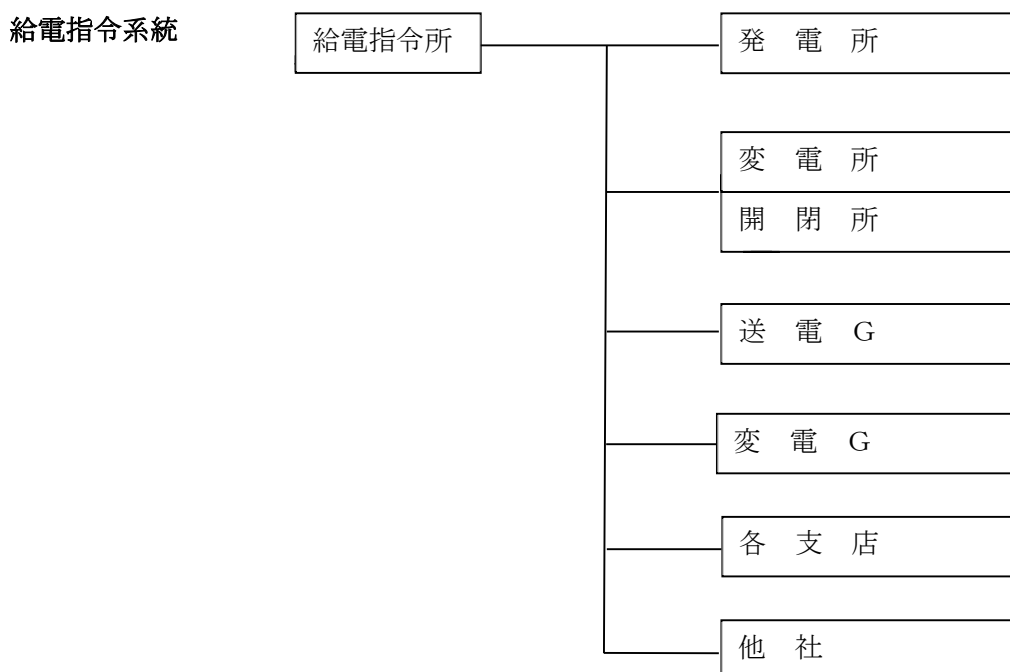 給電指令系統
給電指令所
発　電　所
変　電　所
開　閉　所
送　電　G
変　電　G
各　支　店
他　社